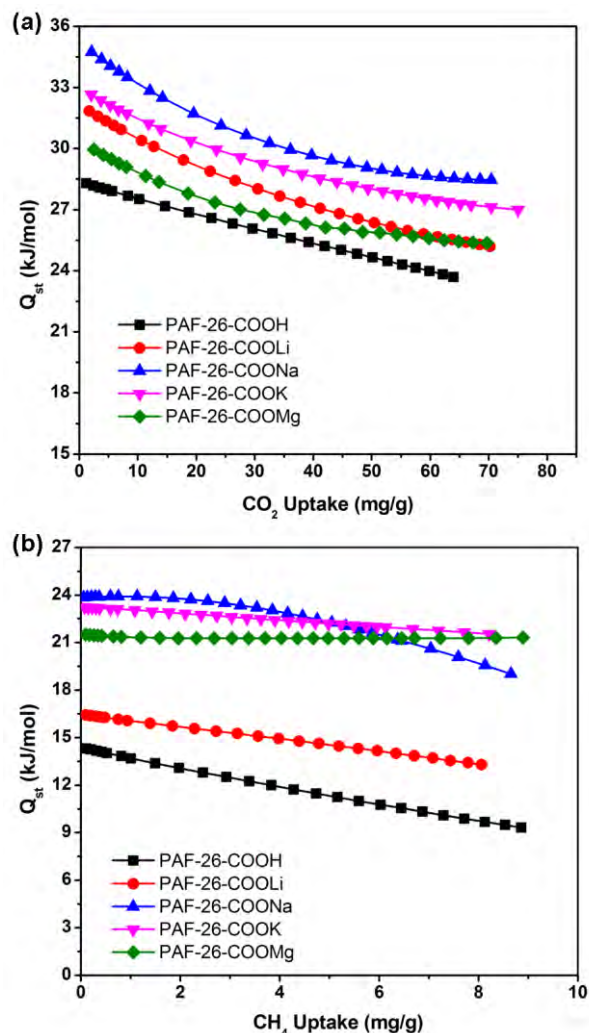 (a)
36
33
30
27
24
21
18
15
Qst (kJ/mol)
PAF-26-COOH
PAF-26-COOLi
PAF-26-COONa
PAF-26-COOK
PAF-26-COOMg
0 10 20 30 40 50 60 70 80
CO2 Uptake (mg/g)
(b)
27
24
21
18
15
12
9
6
3
0
Qst (kJ/mol)
PAF-26-COOH
PAF-26-COOLi
PAF-26-COONa
PAF-26-COOK
PAF-26-COOMg
0 2 4 6 8 10
CH4 Uptake (mg/g)